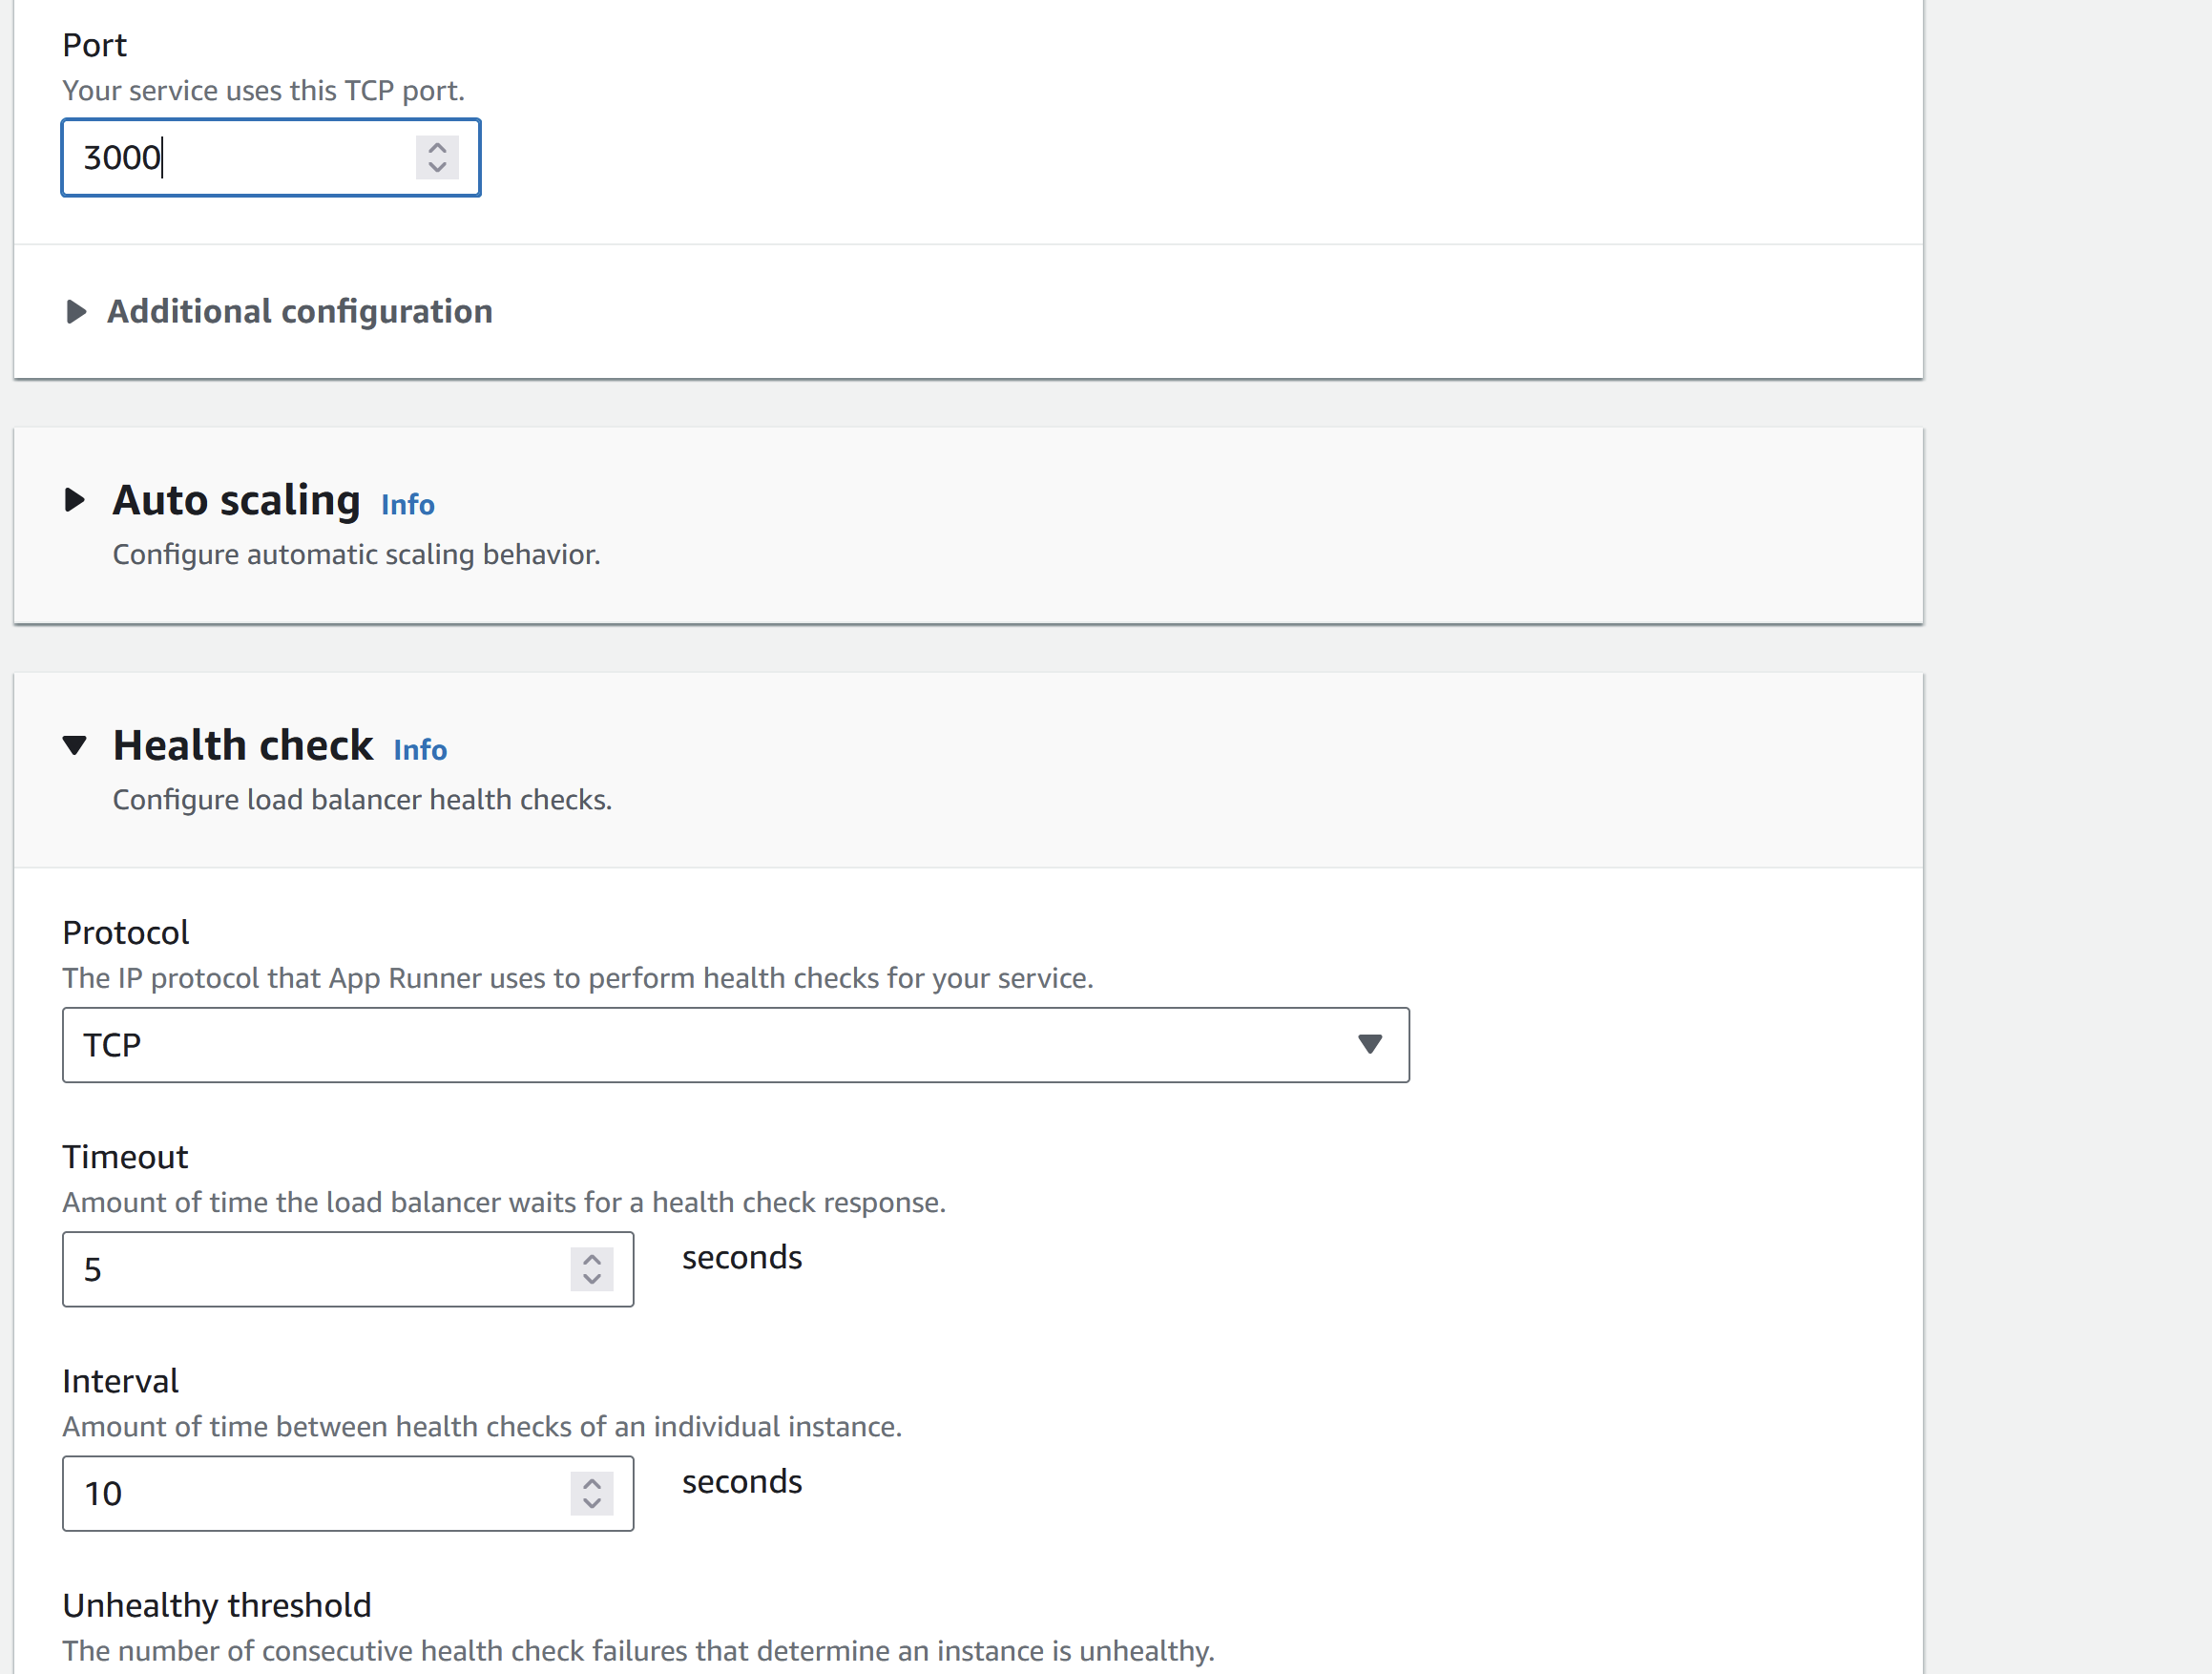 Port
Your service uses this TCP port.
3000
Additional configuration
Auto scaling Info
Configure automatic scaling behavior.
Health check Info
Configure load balancer health checks.
Protocol
The IP protocol that App Runner uses to perform health checks for your service.
TCP
Timeout
Amount of time the load balancer waits for a health check response.
5 seconds
Interval
Amount of time between health checks of an individual instance.
10 seconds
Unhealthy threshold
The number of consecutive health check failures that determine an instance is unhealthy.